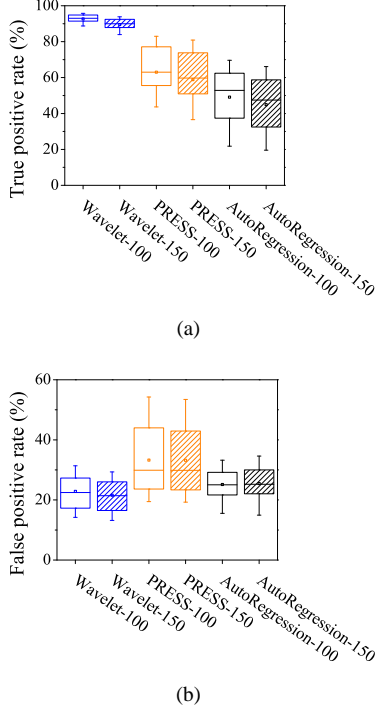 100
80
60
40
20
0
True positive rate (%)
Wavelet-100
Wavelet-150
PRESS-100
PRESS-150
AutoRegression-100
AutoRegression-150
(a)
60
40
20
0
False positive rate (%)
Wavelet-100
Wavelet-150
PRESS-100
PRESS-150
AutoRegression-100
AutoRegression-150
(b)